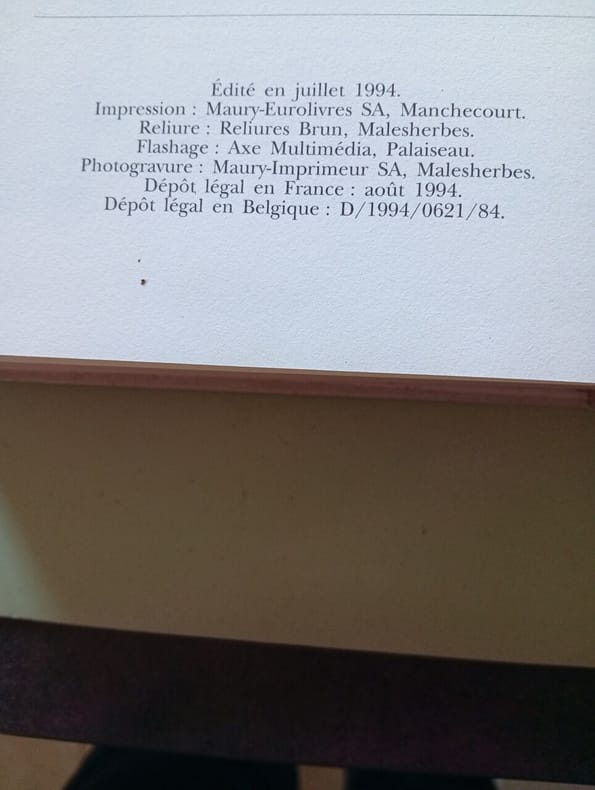 Édité en juillet 1994.
Impression : Maury-Eurolivres SA, Manchecourt.
Reliure : Reliures Brun, Malesherbes.
Flashage : Axe Multimédia, Palaiseau.
Photogravure : Maury-Imprimeur SA, Malesherbes.
Dépôt légal en France : août 1994.
Dépôt légal en Belgique : D/1994/0621/84.